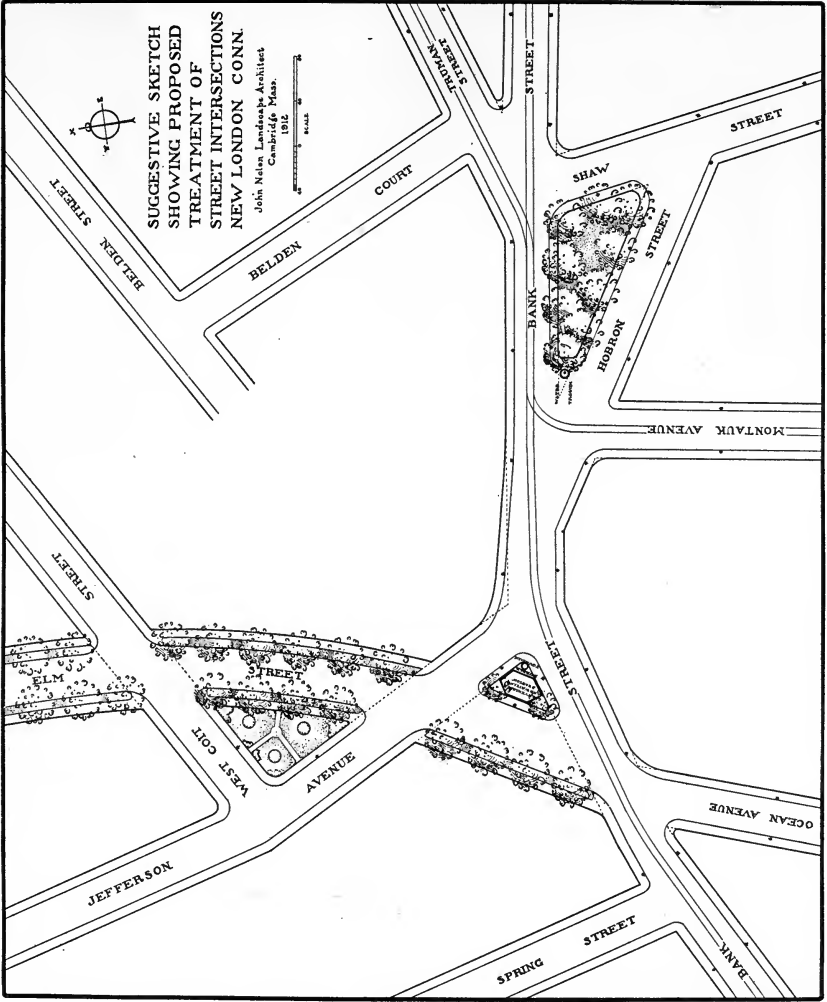 SUGGESTIVE SKETCH
SHOWING PROPOSED
TREATMENT OF
STREET INTERSECTIONS
NEW LONDON CONN.
John Nolen Landscape Architect
Cambridge Mass.
1912
SCALE
TRUMAN
STREET
STREET
STREET
SHAW
COURT
BELDEN
STREET
BELDEN
STREET
HOBRON
BANK
WATER
TROUGH
MONTAUK AVENUE
STREET
ELM
STREET
WEST COIT
AVENUE
JEFFERSON
STREET
OCEAN AVENUE
STREET
SPRING
BANK